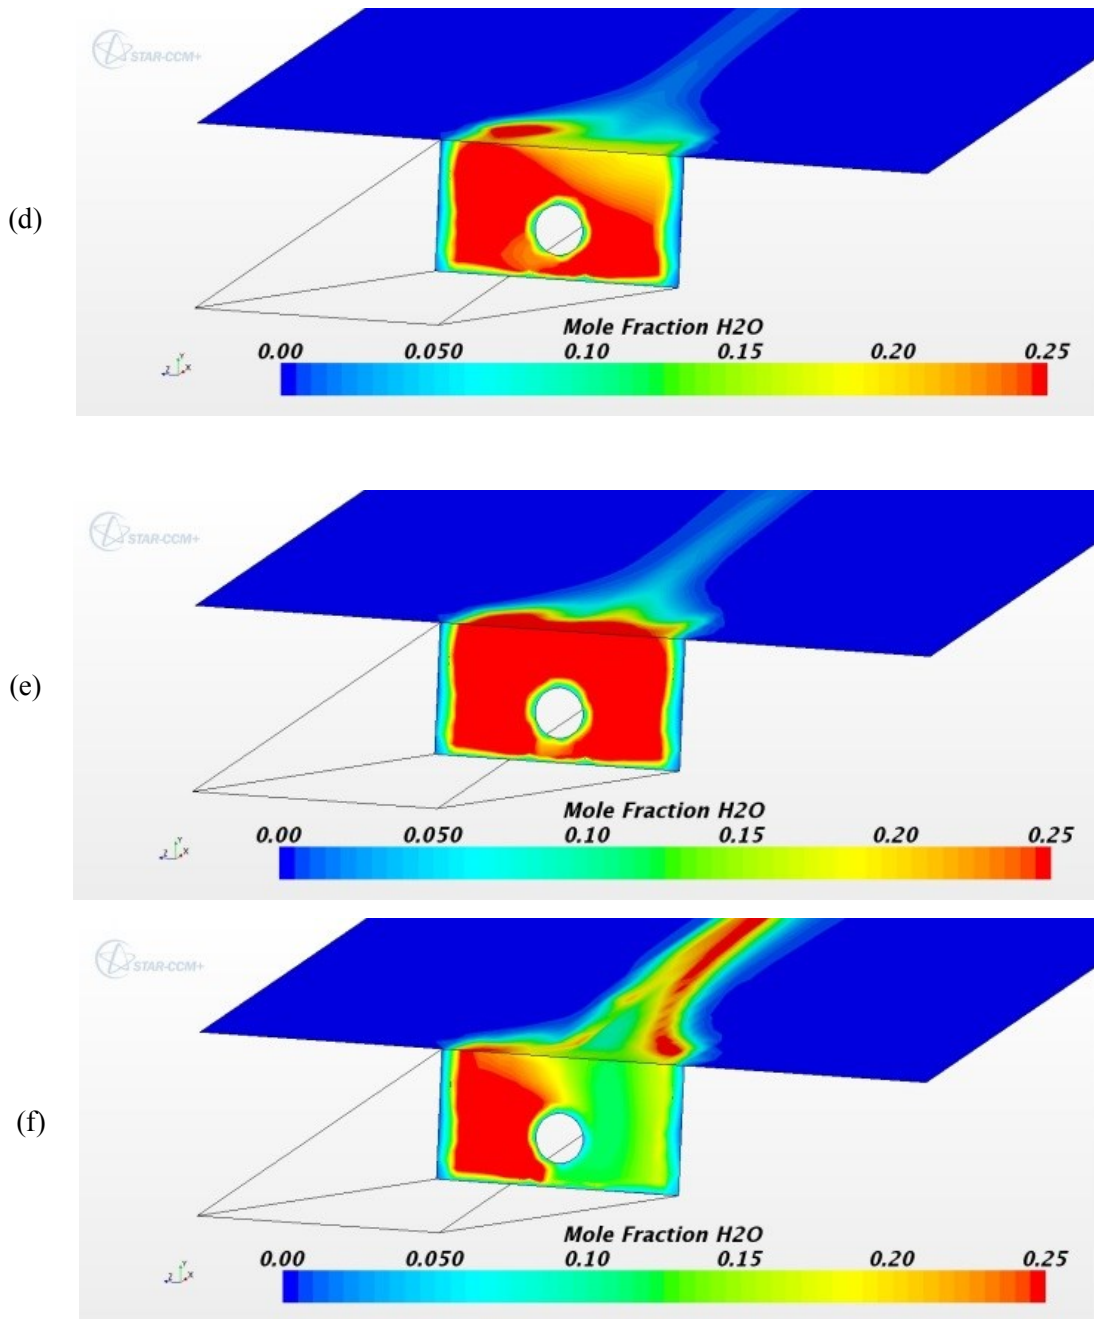 STAR-CCM+
(d)
Mole Fraction H2O
0.00 0.050 0.10 0.15 0.20 0.25
Y
Z X
STAR-CCM+
(e)
Mole Fraction H2O
0.00 0.050 0.10 0.15 0.20 0.25
Y
Z X
STAR-CCM+
(f)
Mole Fraction H2O
0.00 0.050 0.10 0.15 0.20 0.25
Y
Z X